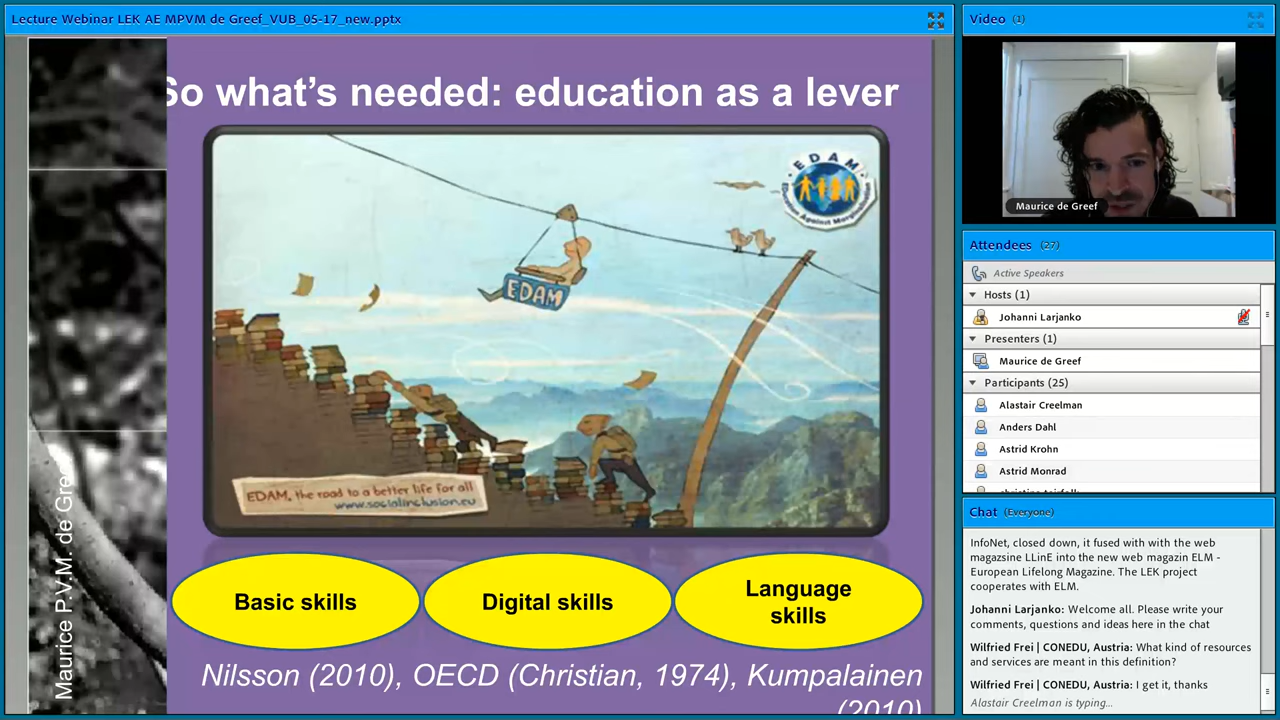 Lecture Webinar LEK AE MPVM de Greef_VUB_05-17_new.pptx
So what's needed: education as a lever
EDAM
EDAM
EDAM, the road to a better life for all
www.socialinclusion.eu
Basic skills
Digital skills
Language
skills
Nilsson (2010), OECD (Christian, 1974), Kumpalainen
(2010)
Maurice P.V.M. de Gree
Video (1)
Maurice de Greef
Attendees (27)
Active Speakers
Hosts (1)
Johanni Larjanko
Presenters (1)
Maurice de Greef
Participants (25)
Alastair Creelman
Anders Dahl
Astrid Krohn
Astrid Monrad
Chat (Everyone)
InfoNet, closed down, it fused with with the web
magazsine LLinE into the new web magazin ELM -
European Lifelong Magazine. The LEK project
cooperates with ELM.
Johanni Larjanko: Welcome all. Please write your
comments, questions and ideas here in the chat
Wilfried Frei | CONEDU, Austria: What kind of resources
and services are meant in this definition?
Wilfried Frei | CONEDU, Austria: I get it, thanks
Alastair Creelman is typing...